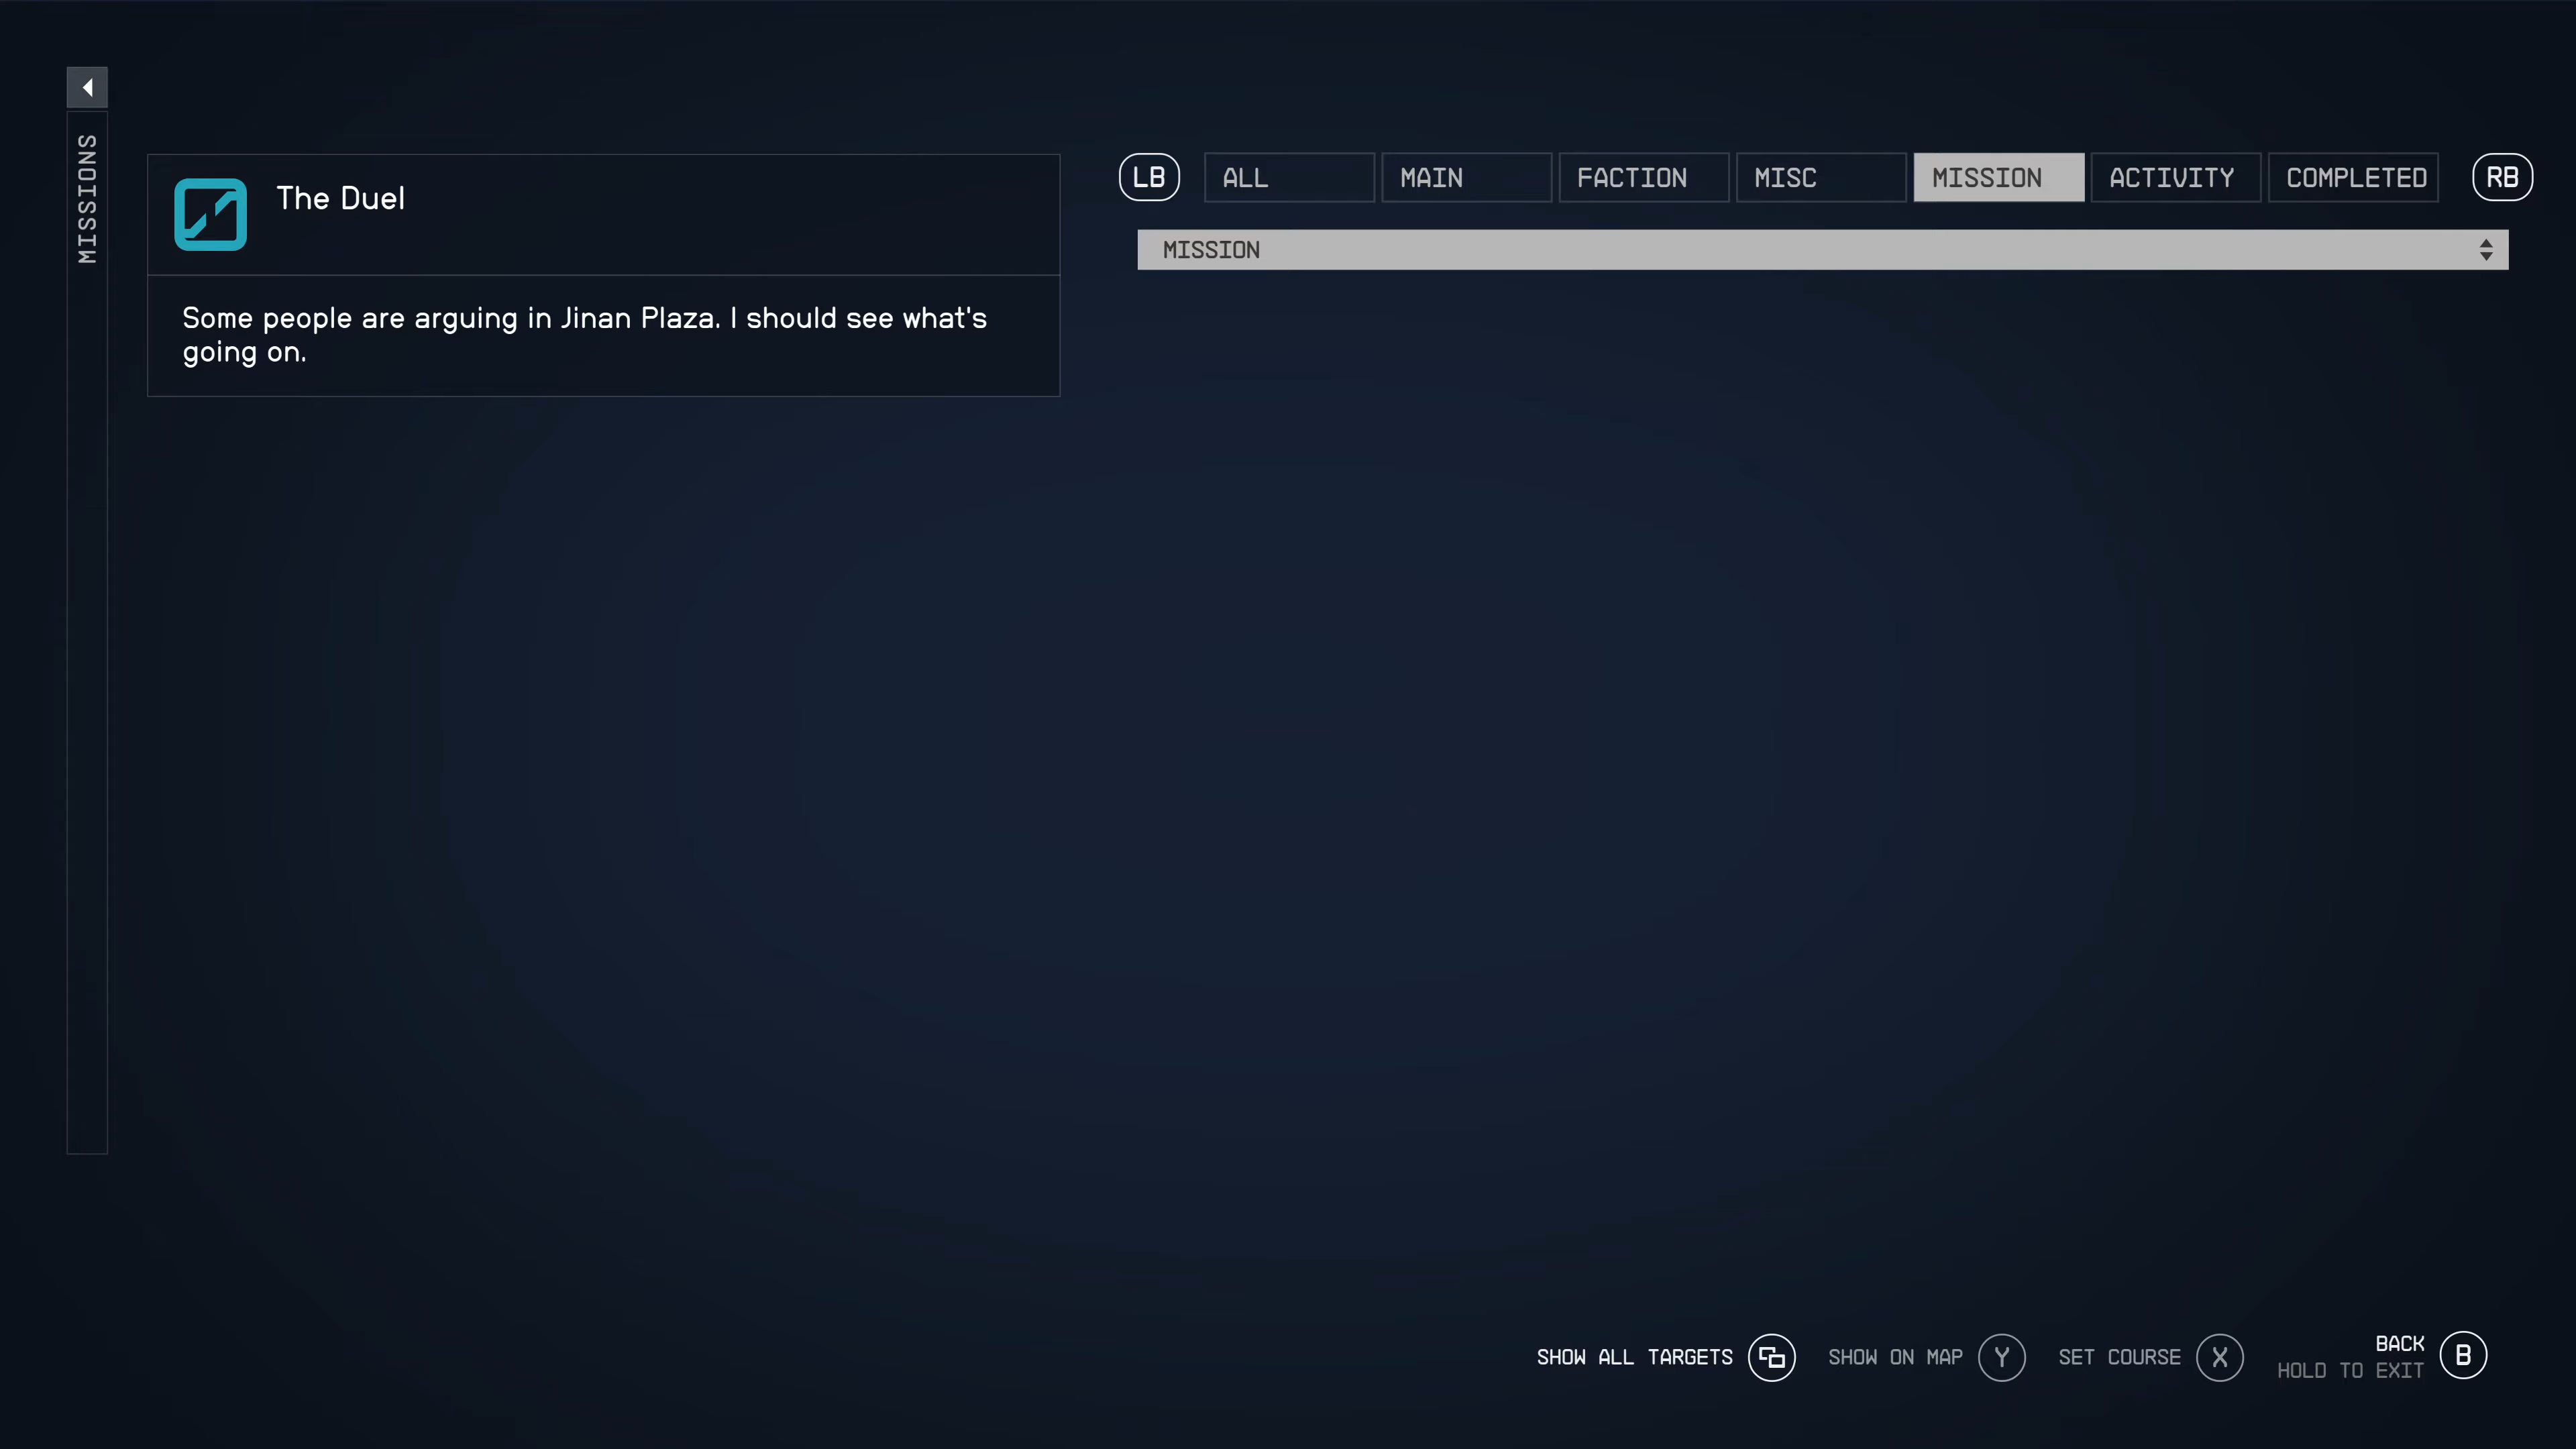 MISSIONS
The Duel
Some people are arguing in Jinan Plaza. I should see what's
going on.
LB ALL MAIN FACTION MISC MISSION ACTIVITY COMPLETED RB
MISSION
SHOW ALL TARGETS SHOW ON MAP Y SET COURSE X BACK B
HOLD TO EXIT